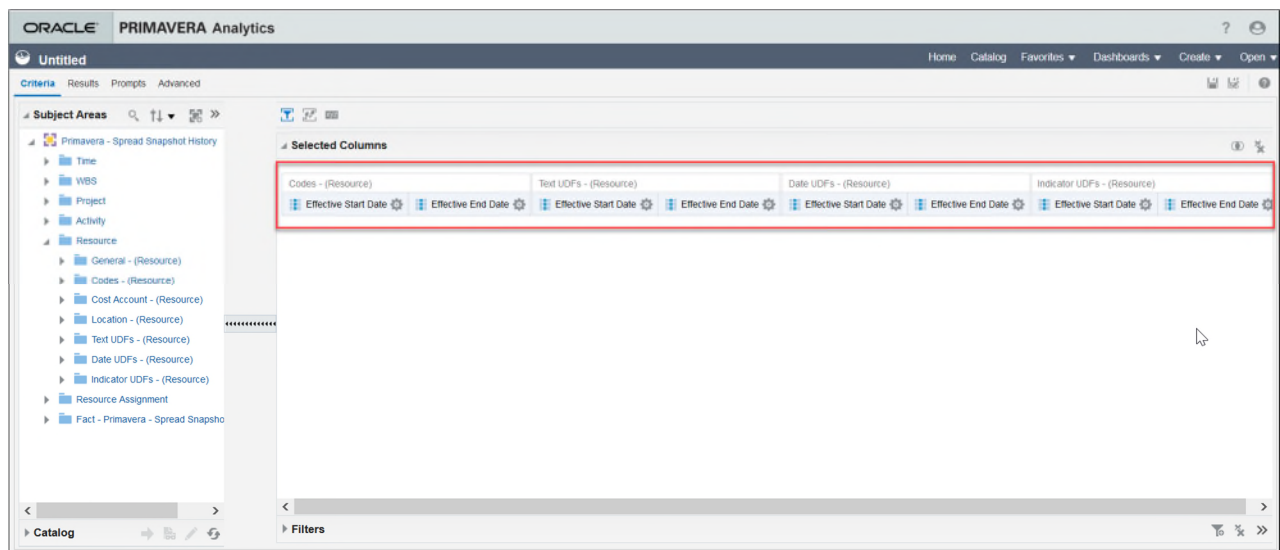 ORACLE PRIMAVERA Analytics ?
Untitled Home Catalog Favorites Dashboards Create Open
Criteria Results Prompts Advanced
Subject Areas
Primavera - Spread Snapshot History
Time
WBS
Project
Activity
Resource
General - (Resource)
Codes - (Resource)
Cost Account - (Resource)
Location - (Resource)
Text UDFs - (Resource)
Date UDFs - (Resource)
Indicator UDFs - (Resource)
Resource Assignment
Fact - Primavera - Spread Snapsho
Catalog
Selected Columns
Codes - (Resource) Text UDFs - (Resource) Date UDFs - (Resource) Indicator UDFs - (Resource)
Effective Start Date Effective End Date Effective Start Date Effective End Date Effective Start Date Effective End Date Effective Start Date Effective End Date
Filters